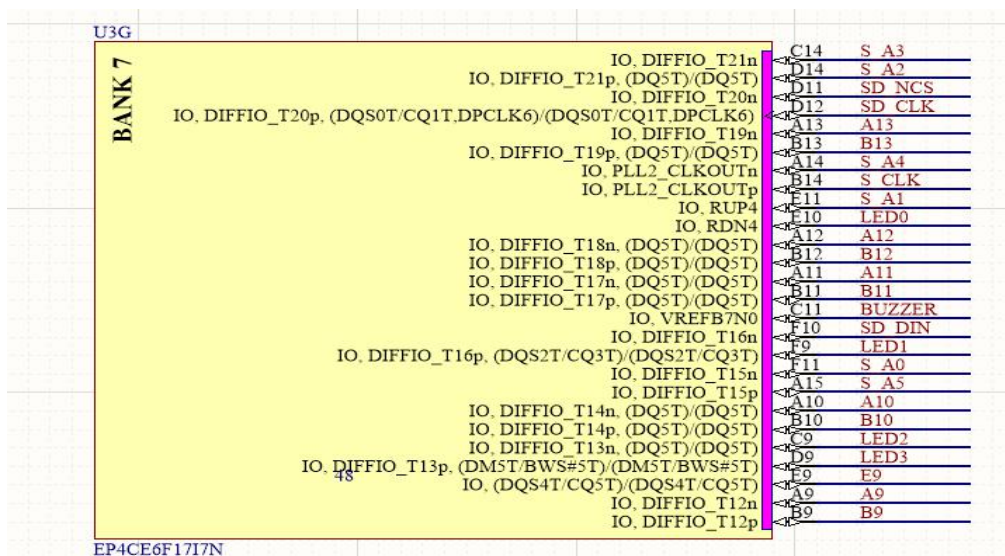 U3G
BANK 7
IO, DIFFIO_T21n C14 S_A3
IO, DIFFIO_T21p, (DQ5T)/(DQ5T) D14 S_A2
IO, DIFFIO_T20n D11 SD_NCS
IO, DIFFIO_T20p, (DQS0T/CQ1T,DPCLK6)/(DQS0T/CQ1T,DPCLK6) D12 SD_CLK
IO, DIFFIO_T19n A13 A13
IO, DIFFIO_T19p, (DQ5T)/(DQ5T) B13 B13
IO, PLL2_CLKOUTn A14 S_A4
IO, PLL2_CLKOUTp B14 S_CLK
IO, RUP4 E11 S_A1
IO, RDN4 E10 LED0
IO, DIFFIO_T18n, (DQ5T)/(DQ5T) A12 A12
IO, DIFFIO_T18p, (DQ5T)/(DQ5T) B12 B12
IO, DIFFIO_T17n, (DQ5T)/(DQ5T) A11 A11
IO, DIFFIO_T17p, (DQ5T)/(DQ5T) B11 B11
IO, VREFB7N0 C11 BUZZER
IO, DIFFIO_T16n F10 SD_DIN
IO, DIFFIO_T16p, (DQS2T/CQ3T)/(DQS2T/CQ3T) F9 LED1
IO, DIFFIO_T15n F11 S_A0
IO, DIFFIO_T15p A15 S_A5
IO, DIFFIO_T14n, (DQ5T)/(DQ5T) A10 A10
IO, DIFFIO_T14p, (DQ5T)/(DQ5T) B10 B10
IO, DIFFIO_T13n, (DQ5T)/(DQ5T) C9 LED2
IO, DIFFIO_T13p, (DM5T/BWS#5T)/(DM5T/BWS#5T) D9 LED3
48
IO, (DQS4T/CQ5T)/(DQS4T/CQ5T) E9 E9
IO, DIFFIO_T12n A9 A9
IO, DIFFIO_T12p B9 B9
EP4CE6F17I7N